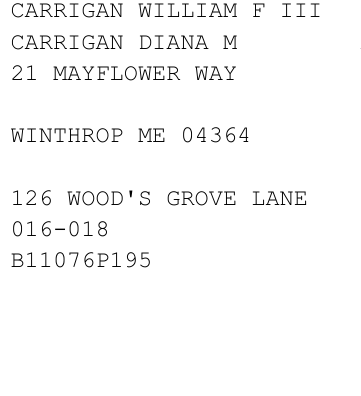 CARRIGAN WILLIAM F III
CARRIGAN DIANA M
21 MAYFLOWER WAY
WINTHROP ME 04364
126 WOOD'S GROVE LANE
016-018
B11076P195